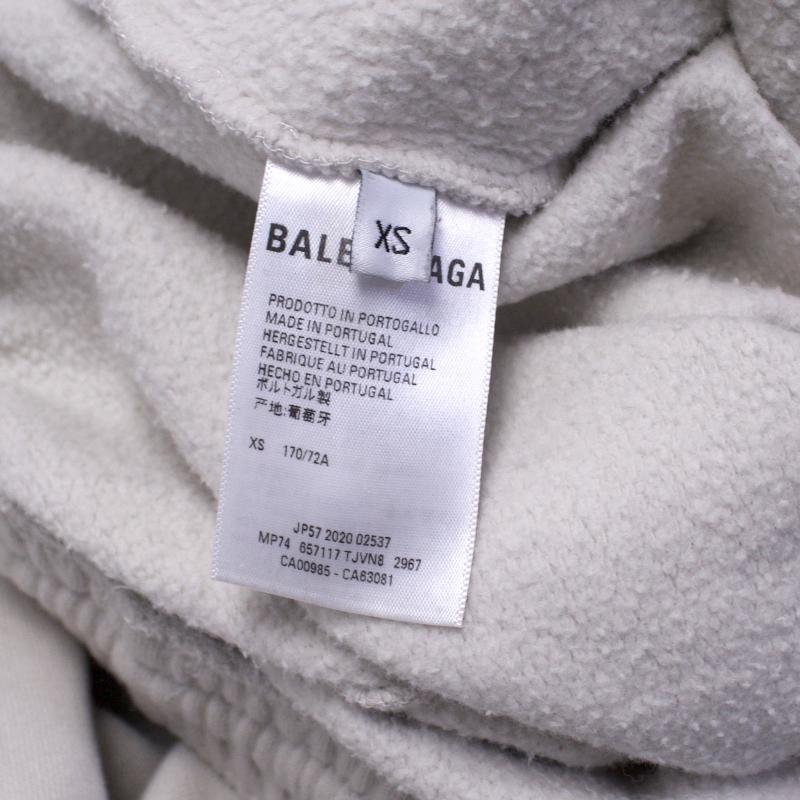 XS
BALE AGA
PRODOTTO IN PORTOGALLO
MADE IN PORTUGAL
HERGESTELLT IN PORTUGAL
FABRIQUE AU PORTUGAL
HECHO EN PORTUGAL
ポルトガル製
产地:葡萄牙
XS 170/72A
JP57 2020 02537
MP74 657117 TJVN8 2967
CA00985 - CA63081